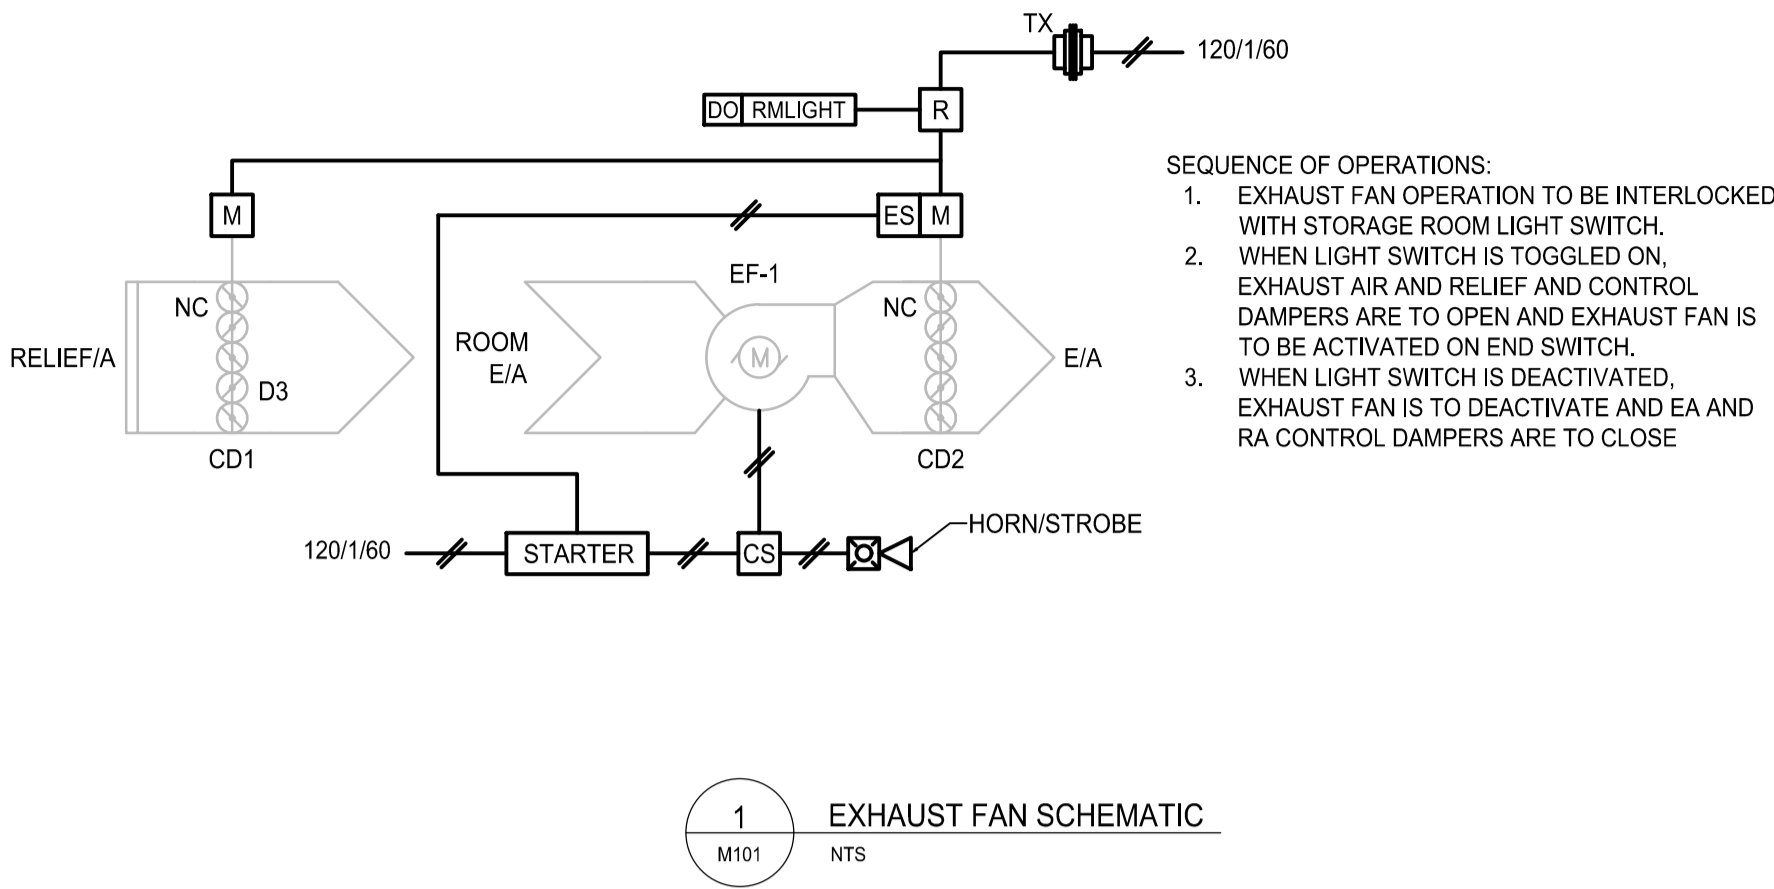 TX
120/1/60
DO RMLIGHT
R
SEQUENCE OF OPERATIONS:
1. EXHAUST FAN OPERATION TO BE INTERLOCKED
WITH STORAGE ROOM LIGHT SWITCH.
2. WHEN LIGHT SWITCH IS TOGGLED ON,
EXHAUST AIR AND RELIEF AND CONTROL
DAMPERS ARE TO OPEN AND EXHAUST FAN IS
TO BE ACTIVATED ON END SWITCH.
3. WHEN LIGHT SWITCH IS DEACTIVATED,
EXHAUST FAN IS TO DEACTIVATE AND EA AND
RA CONTROL DAMPERS ARE TO CLOSE
M
ES M
EF-1
NC
NC
RELIEF/A
ROOM
E/A
M
E/A
D3
CD1
CD2
HORN/STROBE
120/1/60
STARTER
CS
1
M101
EXHAUST FAN SCHEMATIC
NTS